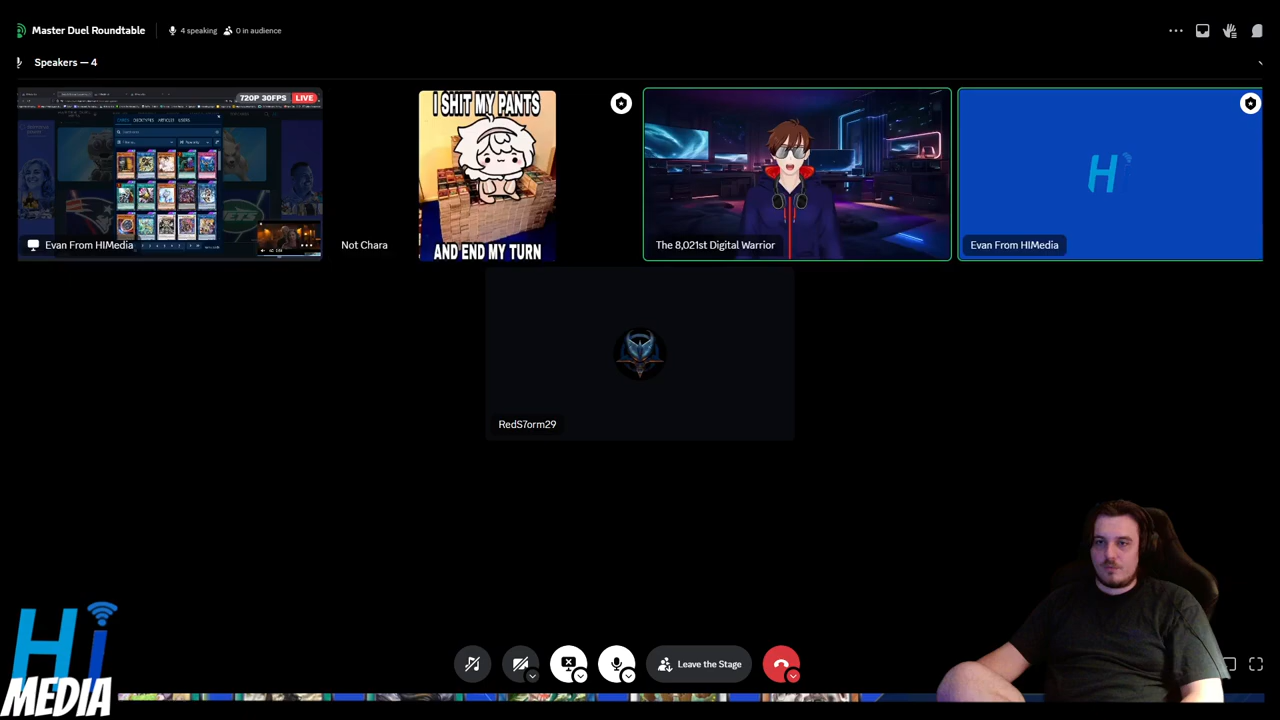 Master Duel Roundtable
4 speaking
0 in audience
Speakers — 4
720P 30FPS
LIVE
Evan From HIMedia
Not Chara
I SHIT MY PANTS
AND END MY TURN
The 8,021st Digital Warrior
H
Evan From HIMedia
RedS7orm29
Leave the Stage
Hi
MEDIA